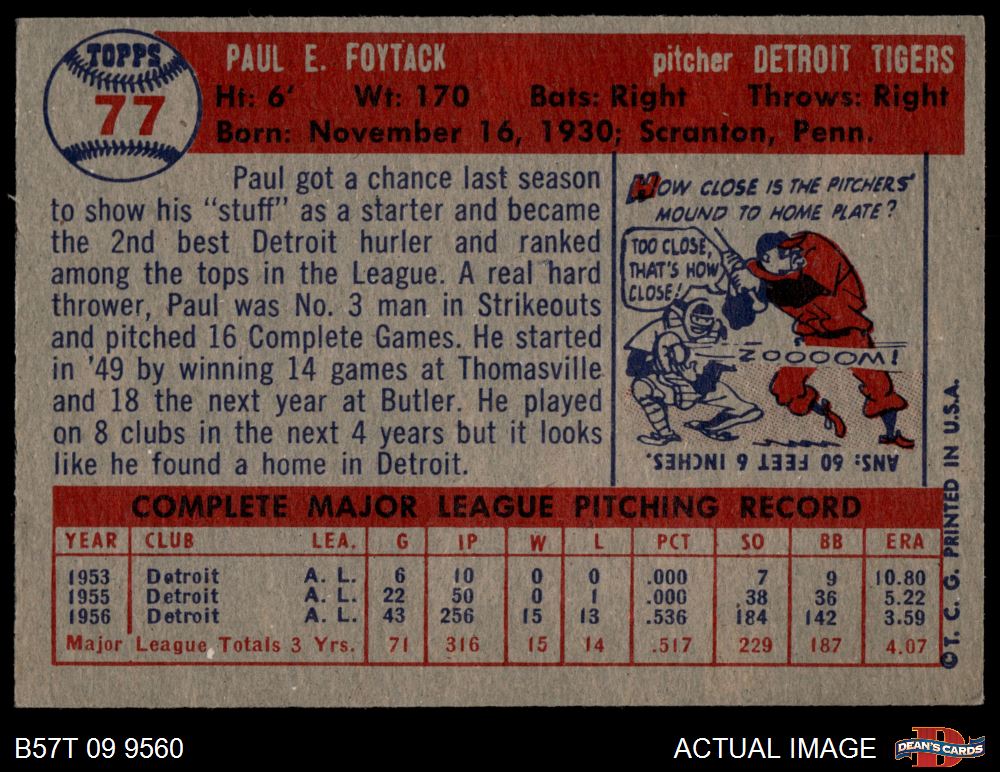 TOPPS
77
PAUL E. FOYTACK pitcher DETROIT TIGERS
Ht: 6' Wt: 170 Bats: Right Throws: Right
Born: November 16, 1930; Scranton, Penn.
Paul got a chance last season
to show his "stuff" as a starter and became
the 2nd best Detroit hurler and ranked
among the tops in the League. A real hard
thrower, Paul was No. 3 man in Strikeouts
and pitched 16 Complete Games. He started
in '49 by winning 14 games at Thomasville
and 18 the next year at Butler. He played
on 8 clubs in the next 4 years but it looks
like he found a home in Detroit.
HOW CLOSE IS THE PITCHERS'
MOUND TO HOME PLATE?
TOO CLOSE,
THAT'S HOW
CLOSE!
ZOOOOOM!
ANS: 60 FEET 6 INCHES.
COMPLETE MAJOR LEAGUE PITCHING RECORD
YEAR CLUB LEA. G IP W L PCT SO BB ERA
1953 Detroit A. L. 6 10 0 0 .000 7 9 10.80
1955 Detroit A. L. 22 50 0 1 .000 38 36 5.22
1956 Detroit A. L. 43 256 15 13 .536 184 142 3.59
Major League Totals 3 Yrs. 71 316 15 14 .517 229 187 4.07
© T. C. G. PRINTED IN U.S.A.
B57T 09 9560
ACTUAL IMAGE
DEAN'S CARDS